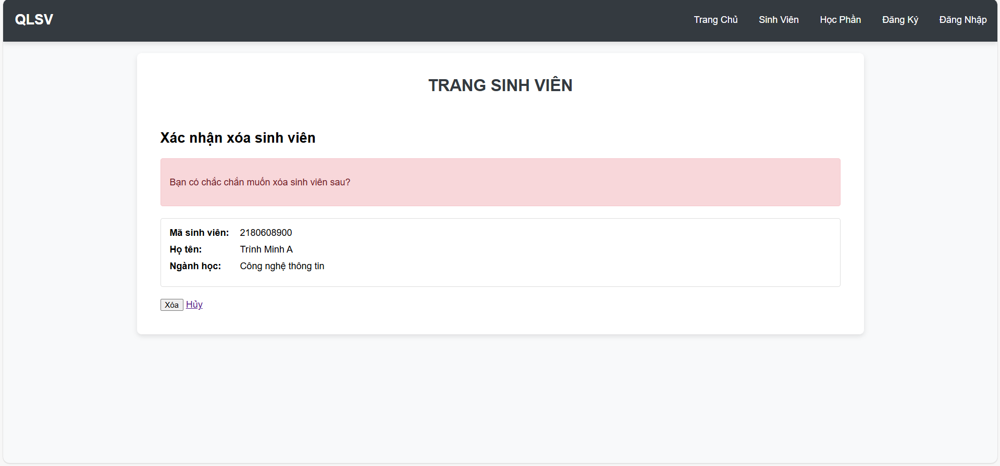 QLSV
Trang Chủ Sinh Viên Học Phần Đăng Ký Đăng Nhập
TRANG SINH VIÊN
Xác nhận xóa sinh viên
Bạn có chắc chắn muốn xóa sinh viên sau?
Mã sinh viên: 2180608900
Họ tên: Trình Minh A
Ngành học: Công nghệ thông tin
Xóa Hủy